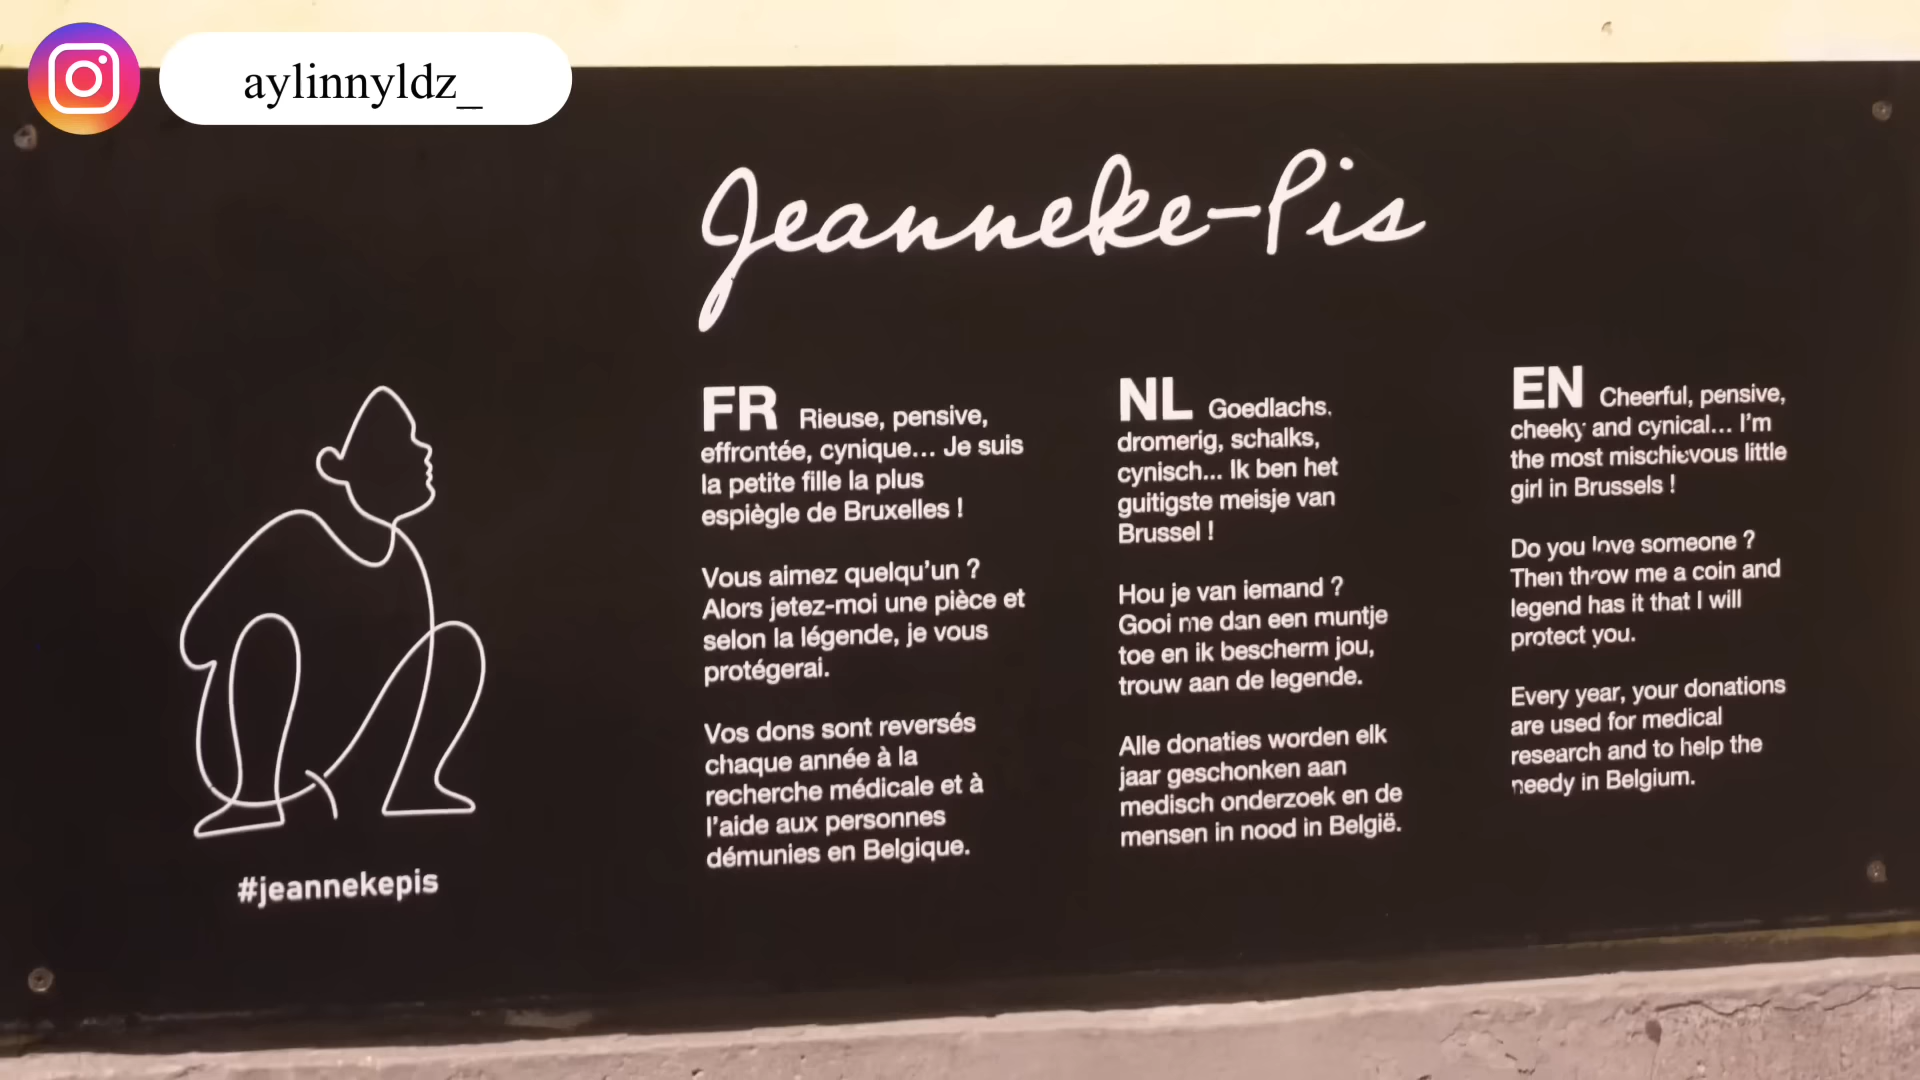 aylinnyldz_
Jeanneke-Pis
FR Rieuse, pensive,
effrontée, cynique... Je suis
la petite fille la plus
espiègle de Bruxelles !
Vous aimez quelqu'un ?
Alors jetez-moi une pièce et
selon la légende, je vous
protégerai.
Vos dons sont reversés
chaque année à la
recherche médicale et à
l'aide aux personnes
démunies en Belgique.
NL Goedlachs,
dromerig, schalks,
cynisch... Ik ben het
guitigste meisje van
Brussel !
Hou je van iemand ?
Gooi me dan een muntje
toe en ik bescherm jou,
trouw aan de legende.
Alle donaties worden elk
jaar geschonken aan
medisch onderzoek en de
mensen in nood in België.
EN Cheerful, pensive,
cheeky and cynical... I'm
the most mischievous little
girl in Brussels !
Do you love someone ?
Then throw me a coin and
legend has it that I will
protect you.
Every year, your donations
are used for medical
research and to help the
needy in Belgium.
#jeannekepis